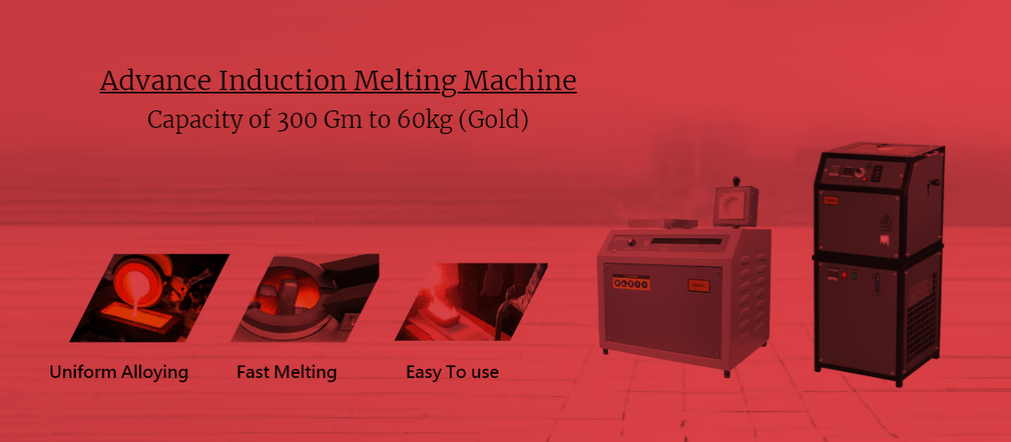 Advance Induction Melting Machine
Capacity of 300 Gm to 60kg (Gold)
Uniform Alloying
Fast Melting
Easy To use